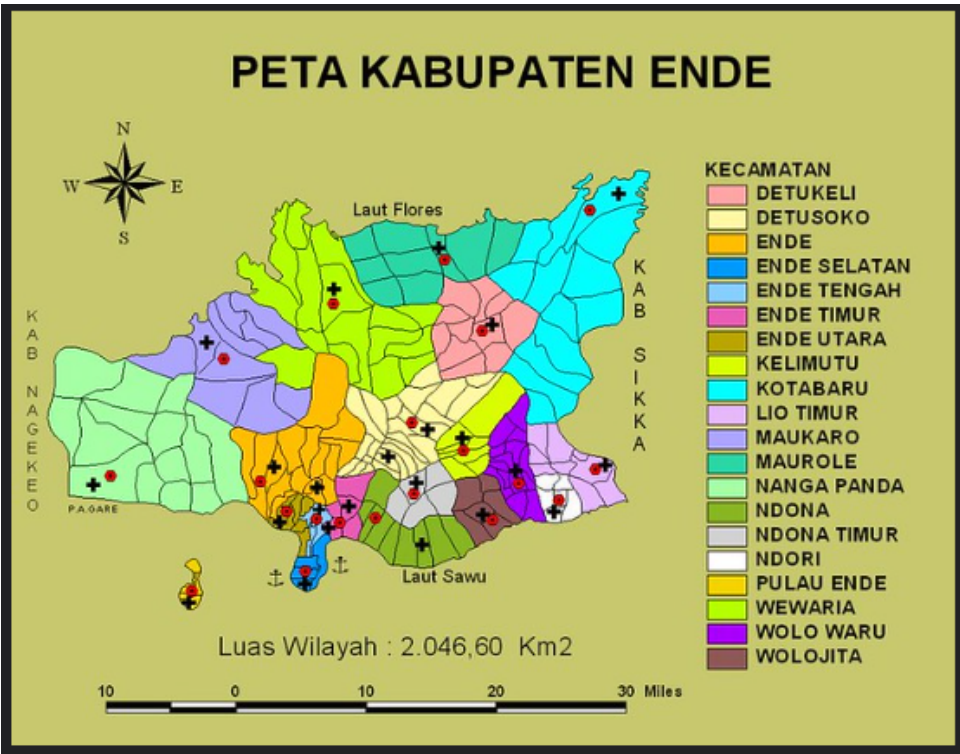 PETA KABUPATEN ENDE
N
W
E
S
Laut Flores
KAB SIKKA
KAB NAGEKEO
P.A.GARE
Laut Sawu
Luas Wilayah : 2.046,60 Km2
10 0 10 20 30 Miles
KECAMATAN
DETUKELI
DETUSOKO
ENDE
ENDE SELATAN
ENDE TENGAH
ENDE TIMUR
ENDE UTARA
KELIMUTU
KOTABARU
LIO TIMUR
MAUKARO
MAUROLE
NANGA PANDA
NDONA
NDONA TIMUR
NDORI
PULAU ENDE
WEWARIA
WOLO WARU
WOLOJITA